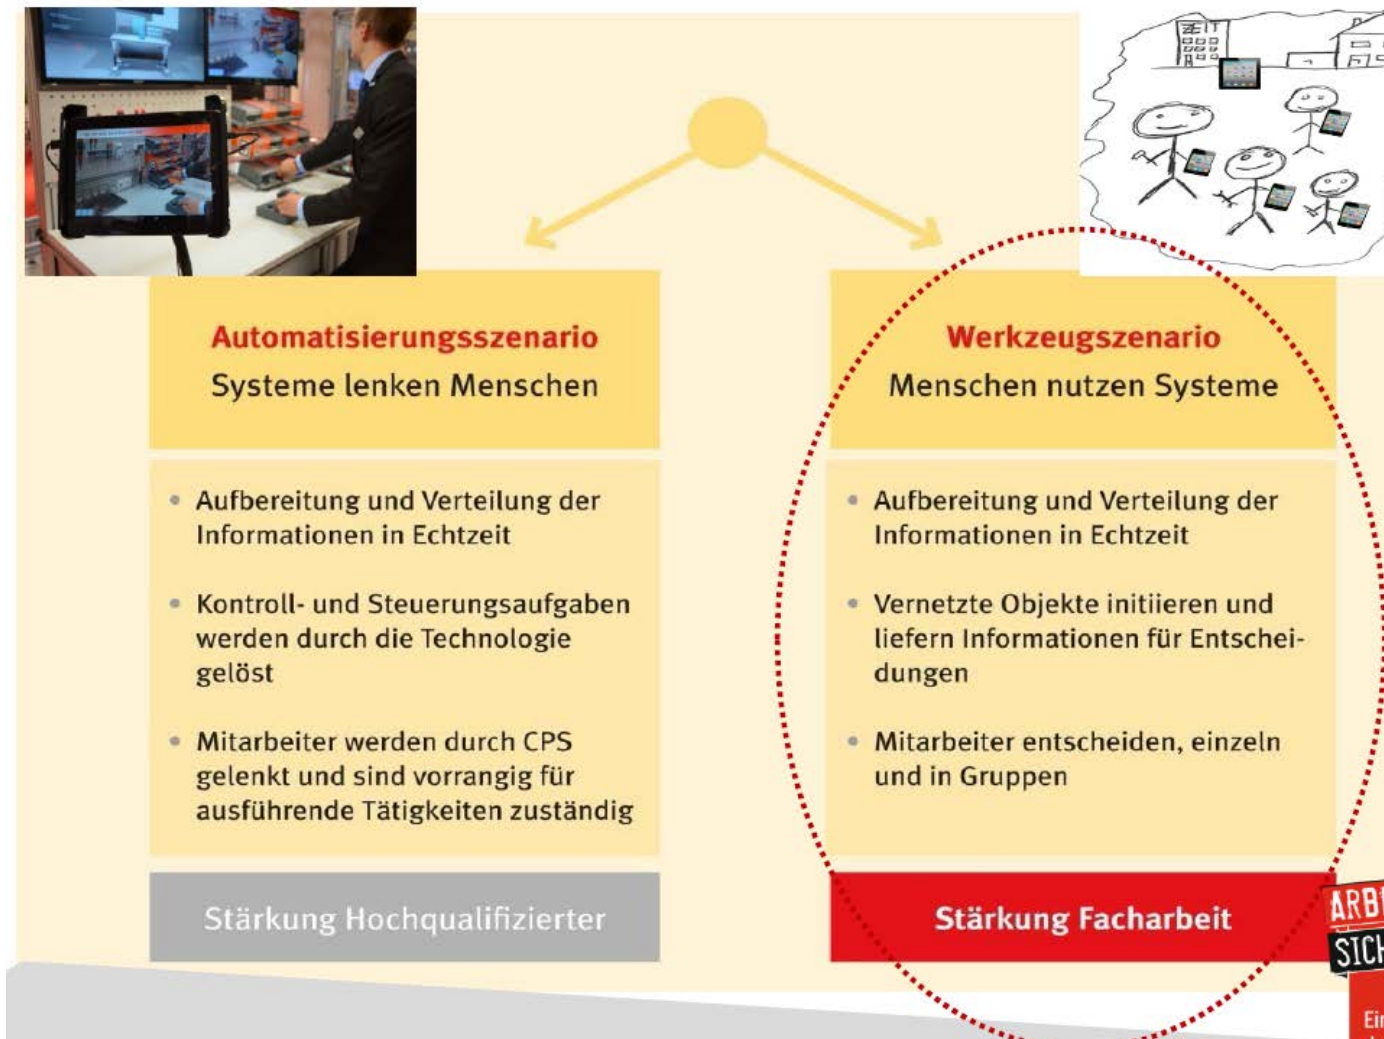 ZEIT
Automatisierungsszenario
Systeme lenken Menschen
• Aufbereitung und Verteilung der
Informationen in Echtzeit
• Kontroll- und Steuerungsaufgaben
werden durch die Technologie
gelöst
• Mitarbeiter werden durch CPS
gelenkt und sind vorrangig für
ausführende Tätigkeiten zuständig
Stärkung Hochqualifizierter
Werkzeugszenario
Menschen nutzen Systeme
• Aufbereitung und Verteilung der
Informationen in Echtzeit
• Vernetzte Objekte initiieren und
liefern Informationen für Entschei-
dungen
• Mitarbeiter entscheiden, einzeln
und in Gruppen
Stärkung Facharbeit
ARB
SICH